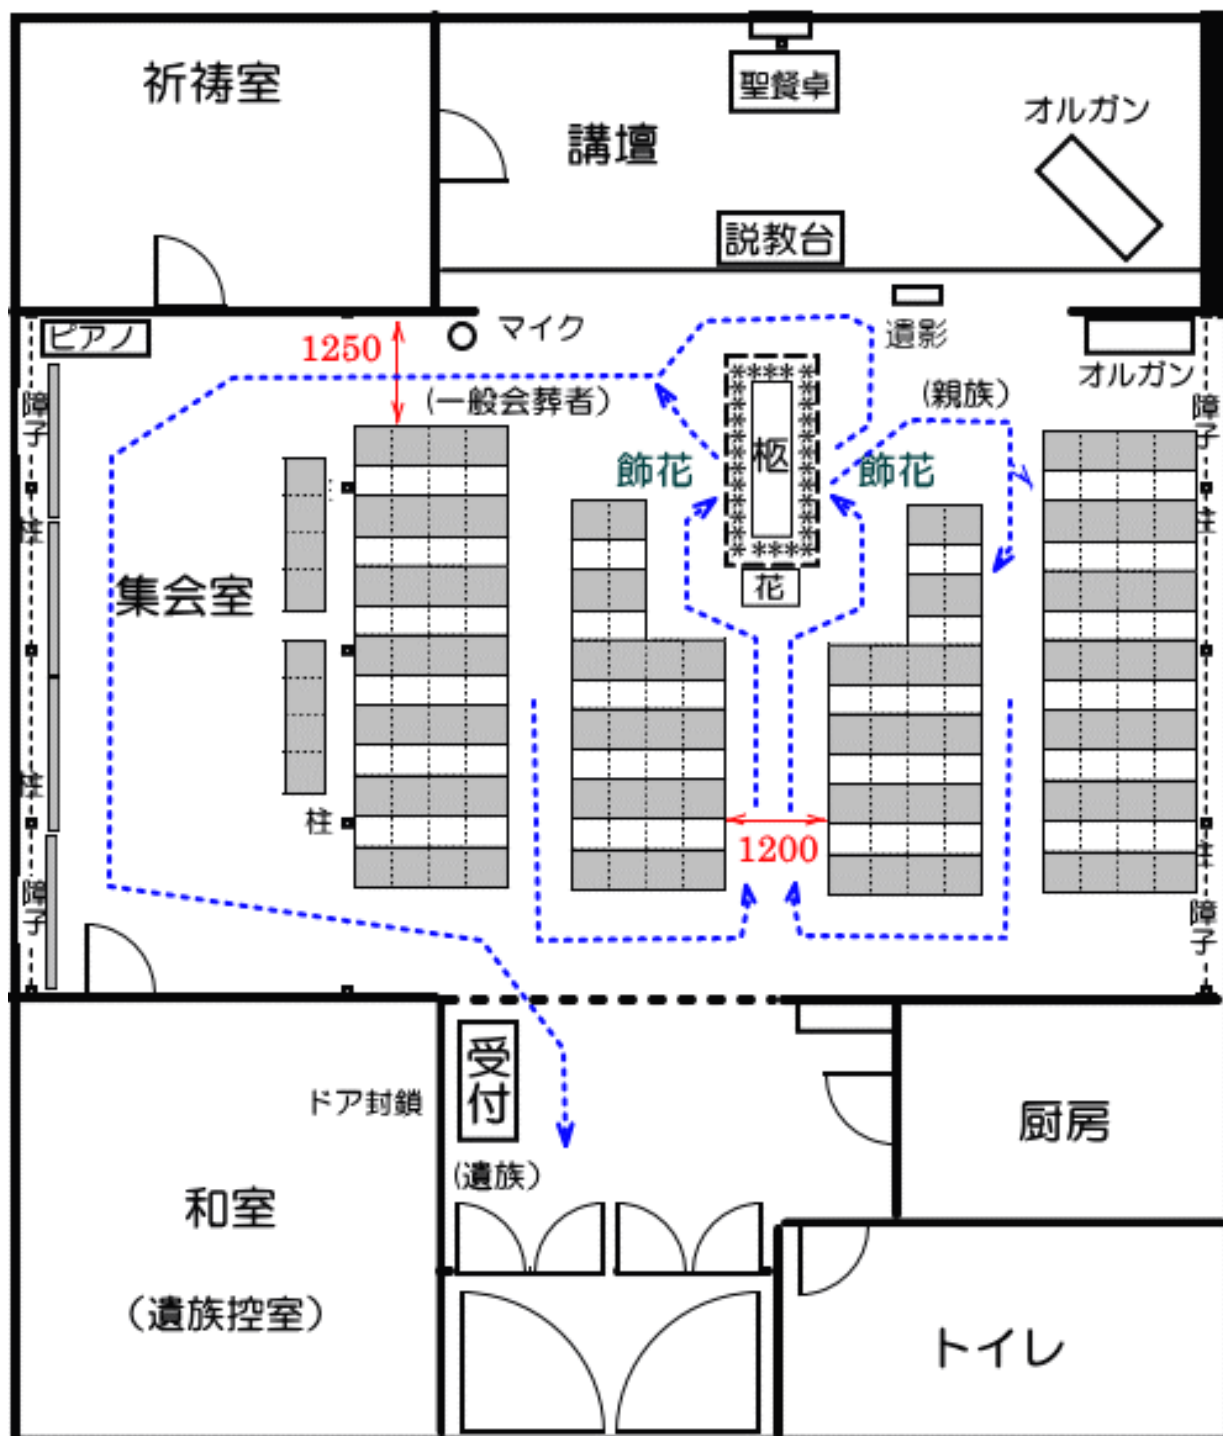 祈祷室
聖餐卓
オルガン
講壇
説教台
ピアノ
1250
マイク
遺影
オルガン
(一般会葬者)
(親族)
障子
障子
飾花
柩
飾花
柱
花
集会室
柱
柱
1200
障子
障子
受付
ドア封鎖
厨房
(遺族)
和室
(遺族控室)
トイレ